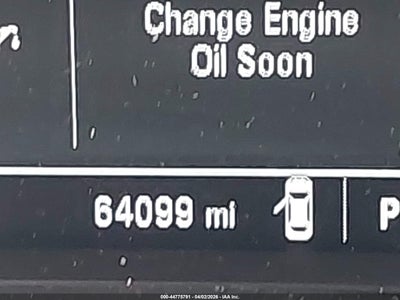 Change Engine
Oil Soon
64099 mi
P
000-44775791 - 04/02/2026 - IAA Inc.